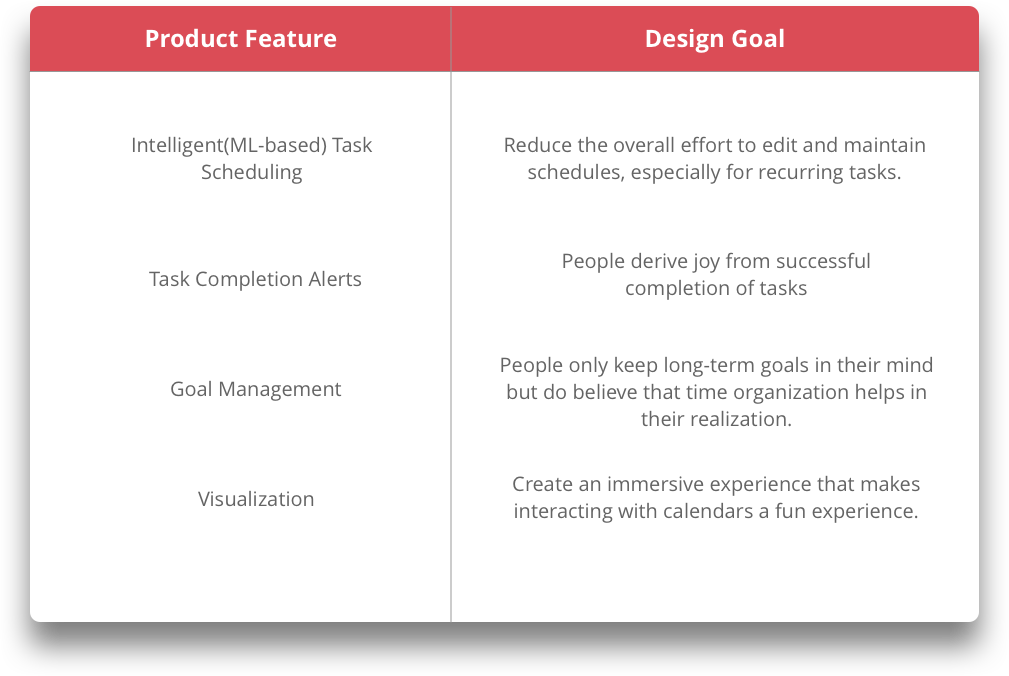 Product Feature
Design Goal
Intelligent(ML-based) Task
Scheduling
Reduce the overall effort to edit and maintain
schedules, especially for recurring tasks.
Task Completion Alerts
People derive joy from successful
completion of tasks
Goal Management
People only keep long-term goals in their mind
but do believe that time organization helps in
their realization.
Visualization
Create an immersive experience that makes
interacting with calendars a fun experience.